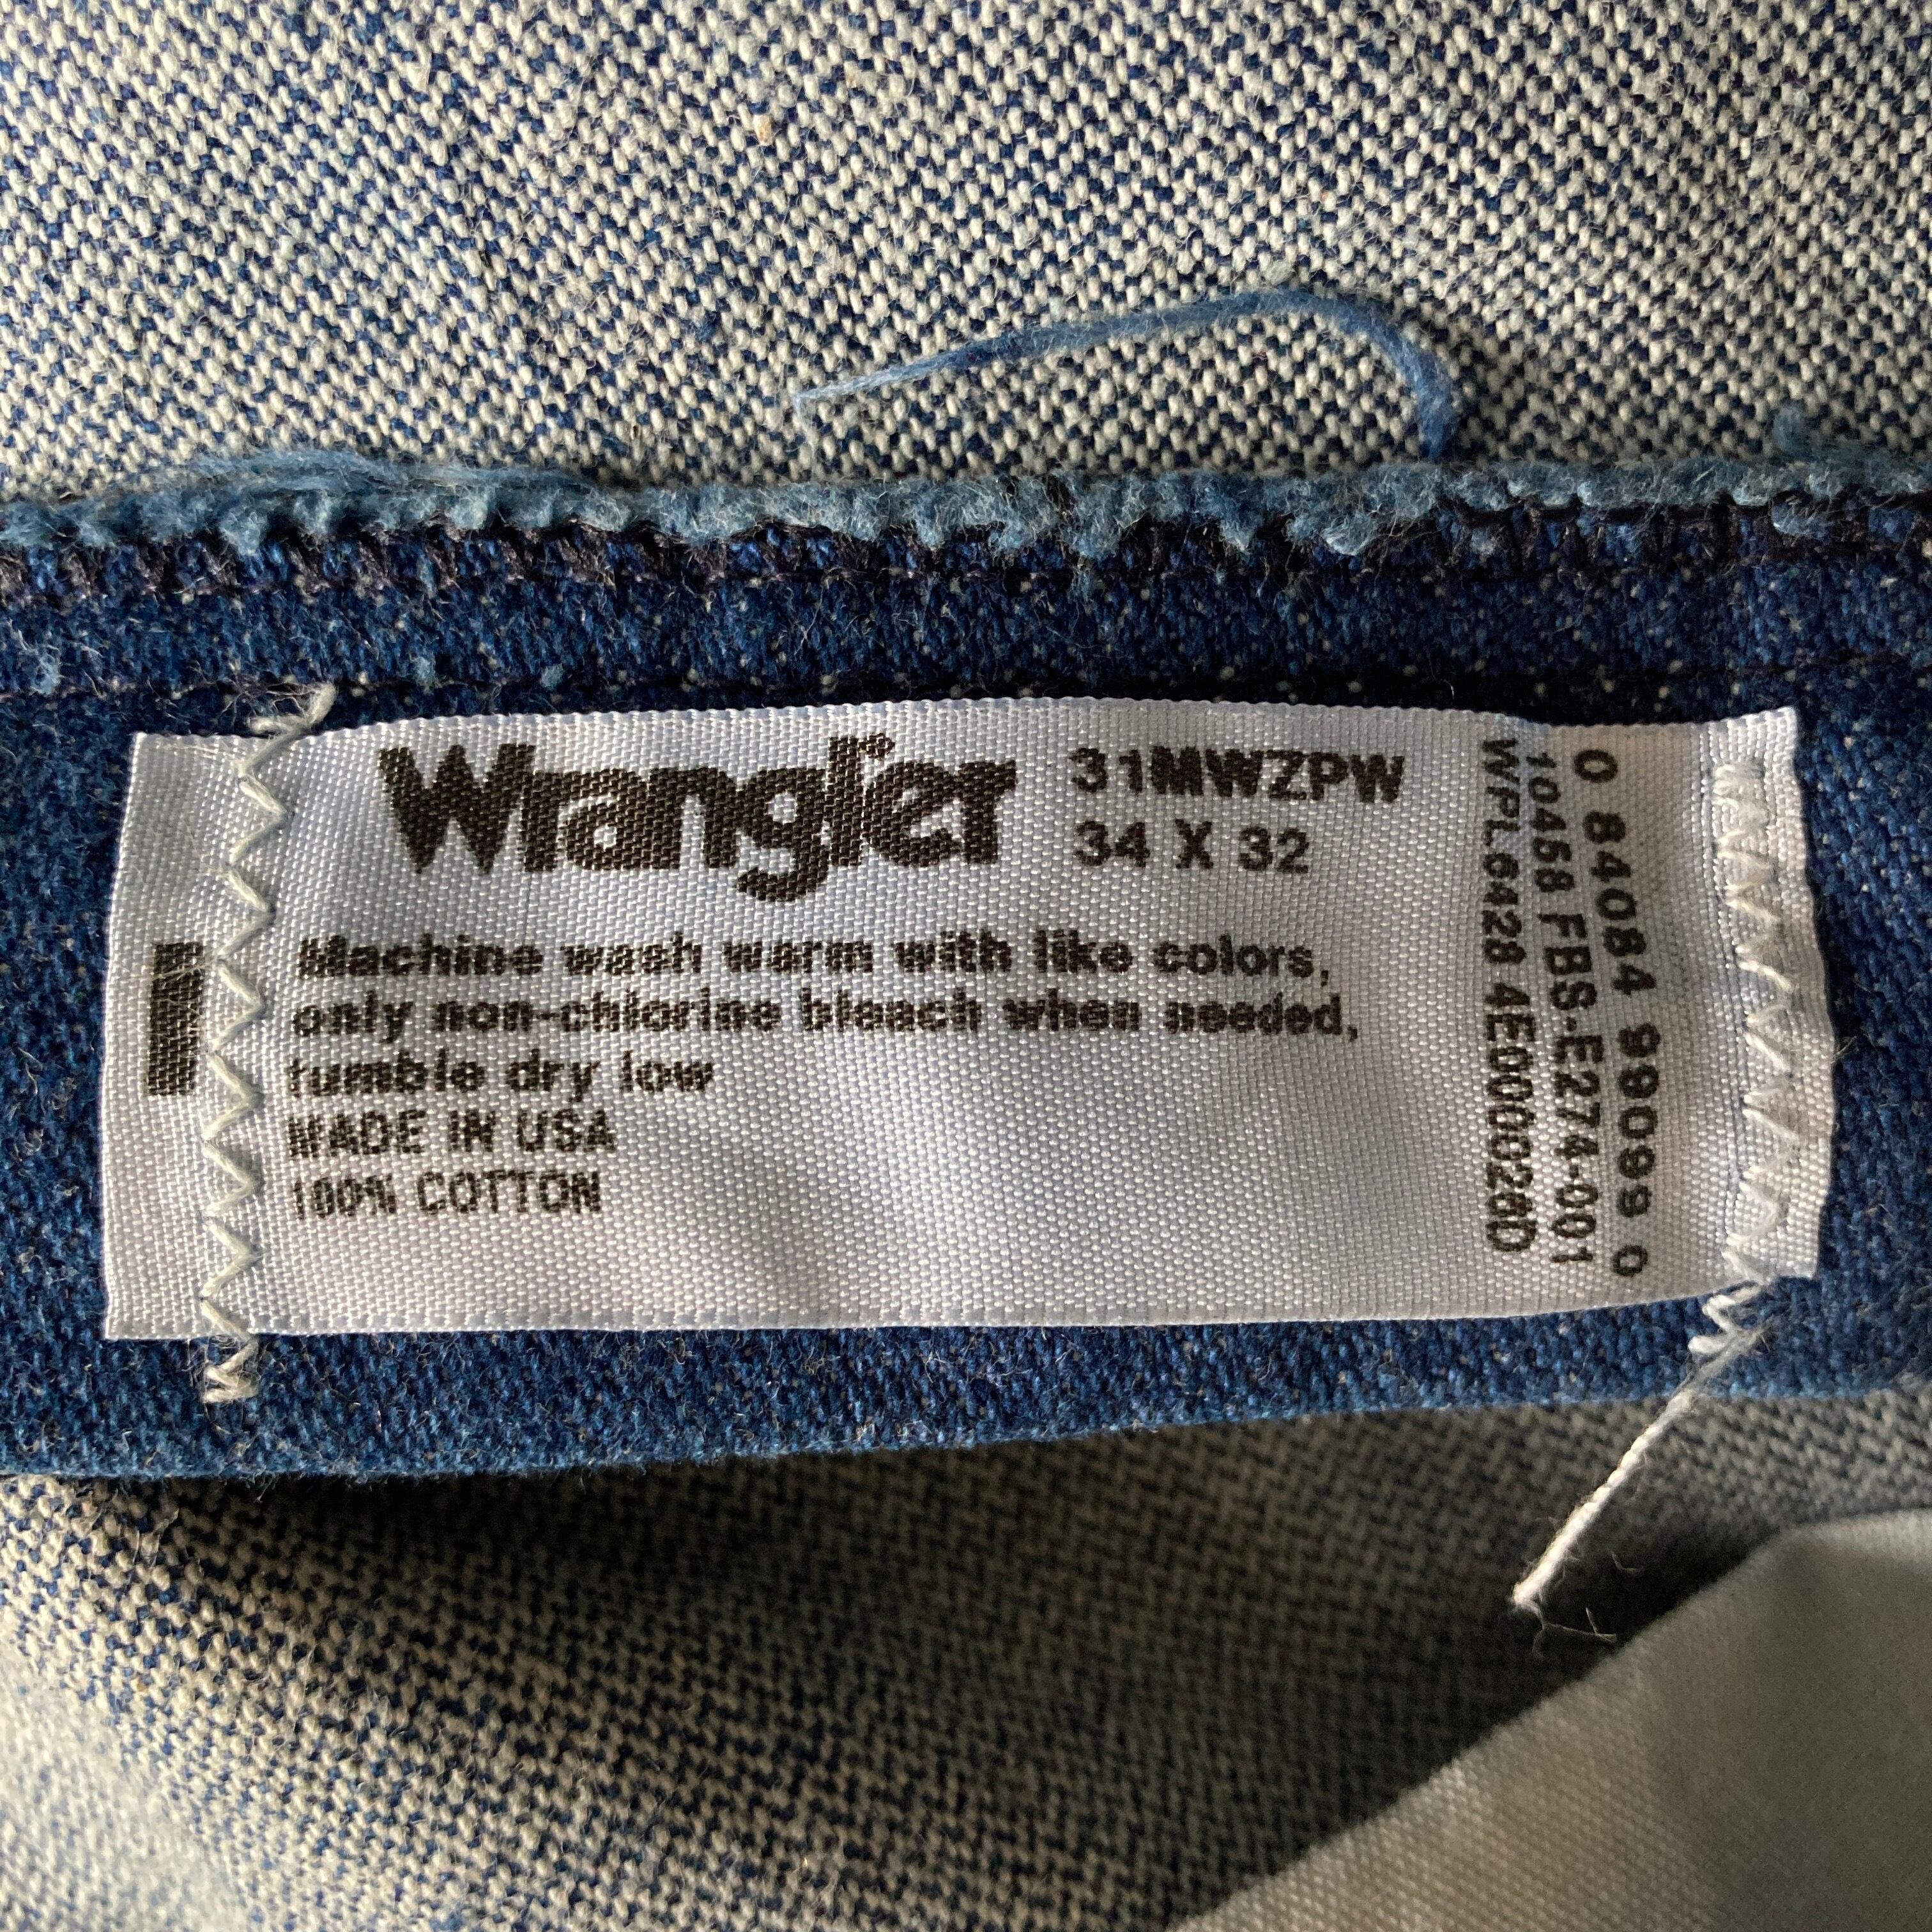 Wrangler
31MWZPW
34 X 32
Machine wash warm with like colors,
only non-chlorine bleach when needed,
tumble dry low
MADE IN USA
100% COTTON
0 84084 99099 0
10458 FBS-E274-001
WPL6428 4E000026D